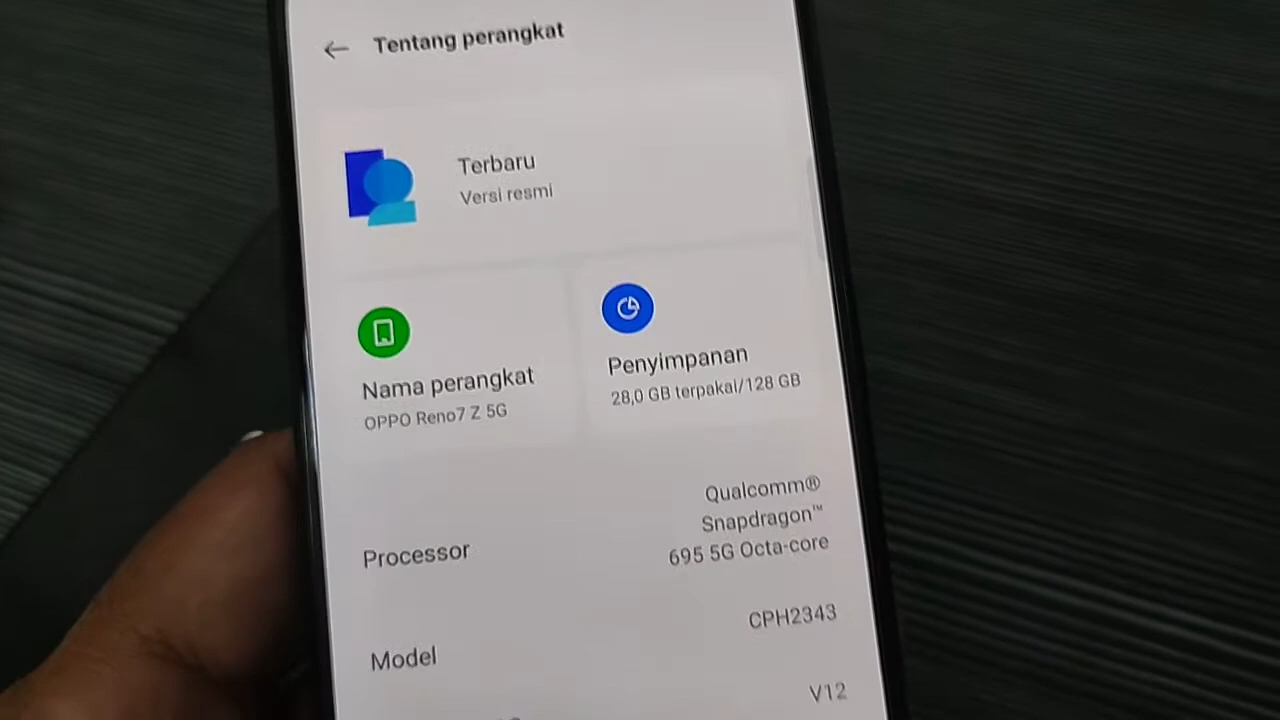 Tentang perangkat
Terbaru
Versi resmi
Nama perangkat
OPPO Reno7 Z 5G
Penyimpanan
28,0 GB terpakai/128 GB
Processor
Qualcomm®
Snapdragon™
695 5G Octa-core
Model
CPH2343
V12